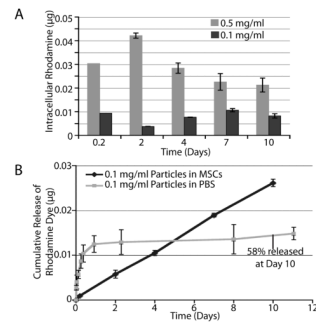 A
0.5 mg/ml
0.1 mg/ml
Intracellular Rhodamine (µg)
0.05
0.04
0.03
0.02
0.01
0
0.2 2 4 7 10
Time (Days)
B
0.1 mg/ml Particles in MSCs
0.1 mg/ml Particles in PBS
Cumulative Release of
Rhodamine Dye (µg)
0.03
0.02
0.01
0.00
58% released
at Day 10
0 2 4 6 8 10 12
Time (Days)